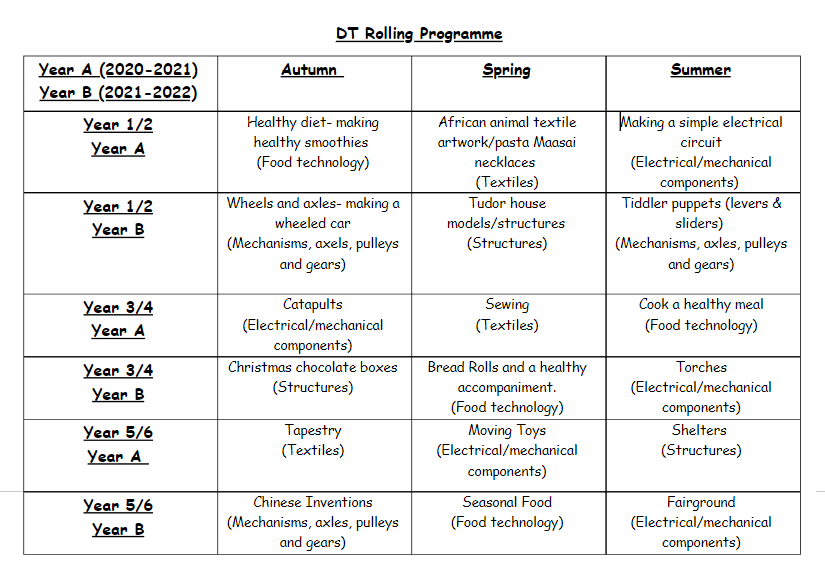 DT Rolling Programme
Year A (2020-2021)
Year B (2021-2022)
Autumn
Spring
Summer
Year 1/2
Year A
Healthy diet- making
healthy smoothies
(Food technology)
African animal textile
artwork/pasta Maasai
necklaces
(Textiles)
Making a simple electrical
circuit
(Electrical/mechanical
components)
Year 1/2
Year B
Wheels and axles- making a
wheeled car
(Mechanisms, axels, pulleys
and gears)
Tudor house
models/structures
(Structures)
Tiddler puppets (levers &
sliders)
(Mechanisms, axles, pulleys
and gears)
Year 3/4
Year A
Catapults
(Electrical/mechanical
components)
Sewing
(Textiles)
Cook a healthy meal
(Food technology)
Year 3/4
Year B
Christmas chocolate boxes
(Structures)
Bread Rolls and a healthy
accompaniment.
(Food technology)
Torches
(Electrical/mechanical
components)
Year 5/6
Year A
Tapestry
(Textiles)
Moving Toys
(Electrical/mechanical
components)
Shelters
(Structures)
Year 5/6
Year B
Chinese Inventions
(Mechanisms, axles, pulleys
and gears)
Seasonal Food
(Food technology)
Fairground
(Electrical/mechanical
components)